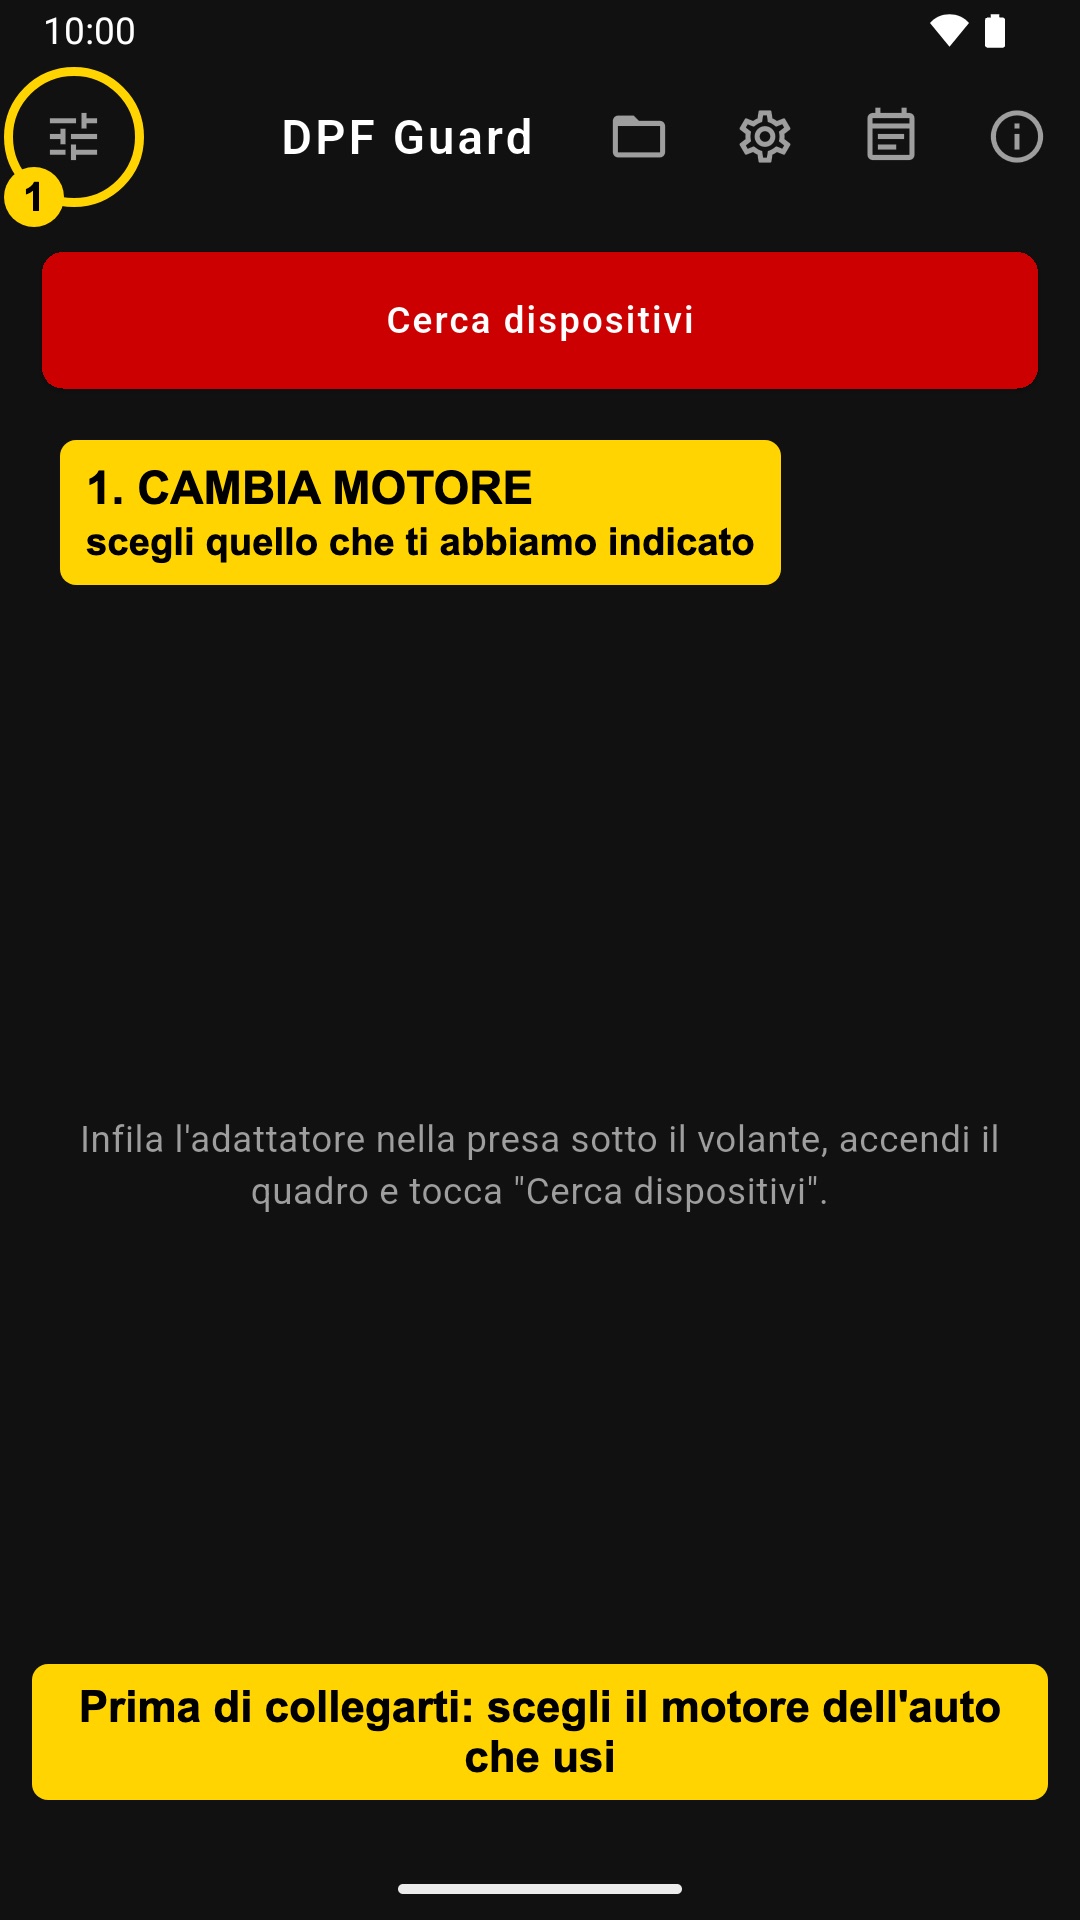 10:00
DPF Guard
1
Cerca dispositivi
1. CAMBIA MOTORE
scegli quello che ti abbiamo indicato
Infila l'adattatore nella presa sotto il volante, accendi il
quadro e tocca "Cerca dispositivi".
Prima di collegarti: scegli il motore dell'auto
che usi